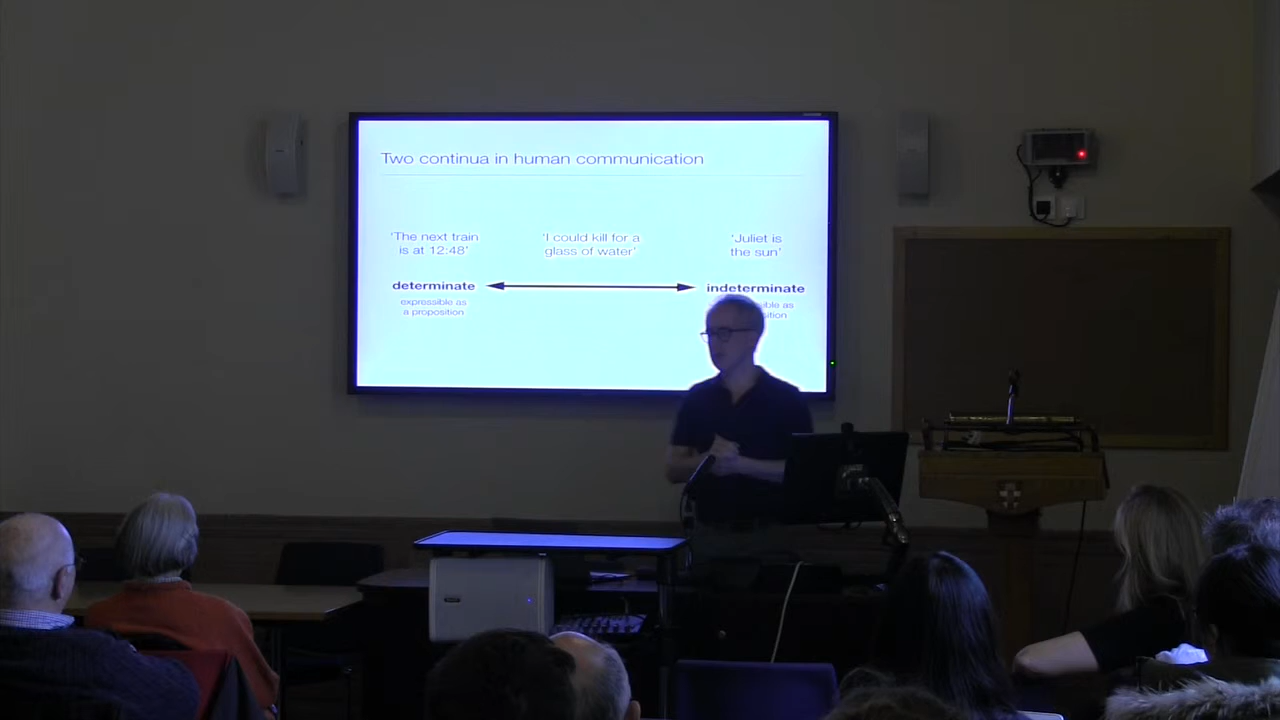 Two continua in human communication
'The next train
is at 12:48'
'I could kill for a
glass of water'
'Juliet is
the sun'
determinate
indeterminate
expressible as
a proposition
as